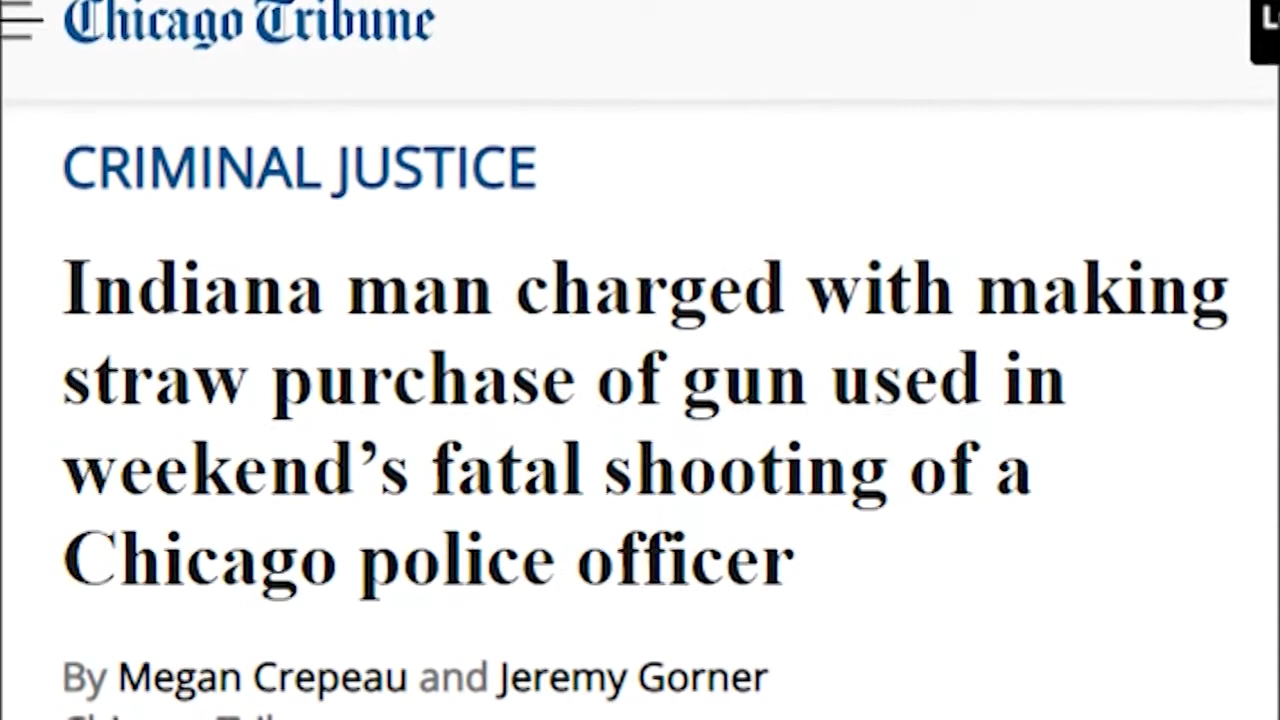 Chicago Tribune
CRIMINAL JUSTICE
Indiana man charged with making
straw purchase of gun used in
weekend’s fatal shooting of a
Chicago police officer
By Megan Crepeau and Jeremy Gorner